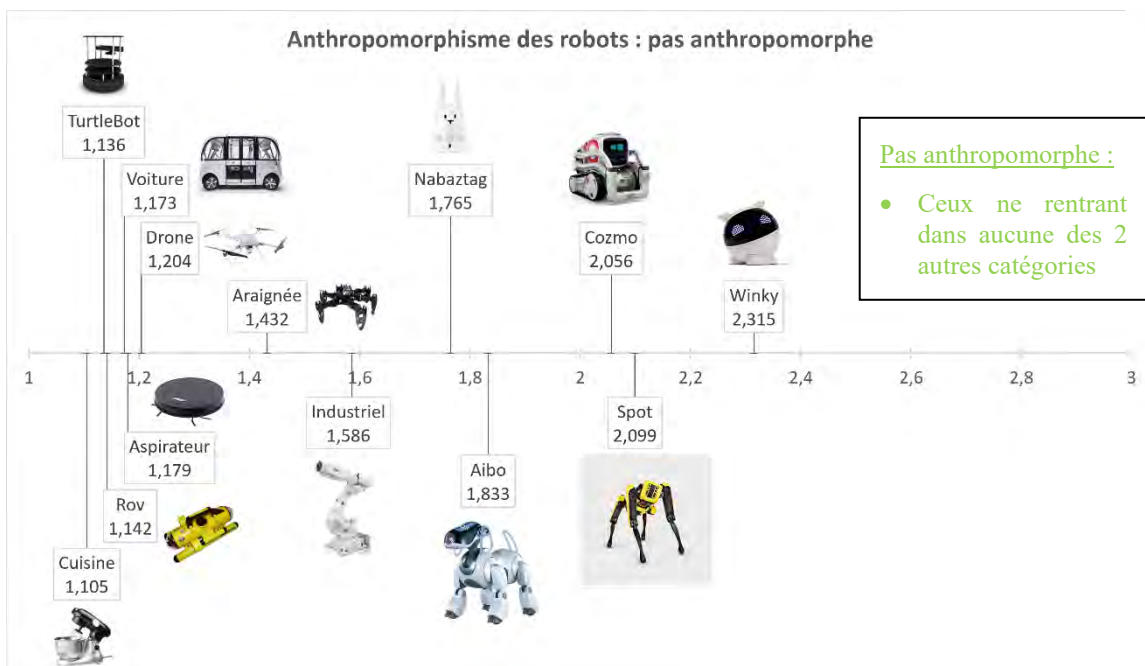 Anthropomorphisme des robots : pas anthropomorphe
TurtleBot
1,136
Voiture
1,173
Drone
1,204
Araignée
1,432
Nabaztag
1,765
Cozmo
2,056
Winky
2,315
Pas anthropomorphe :
• Ceux ne rentrant
dans aucune des 2
autres catégories
1 1,2 1,4 1,6 1,8 2 2,2 2,4 2,6 2,8 3
Aspirateur
1,179
Rov
1,142
Cuisine
1,105
Industriel
1,586
Aibo
1,833
Spot
2,099